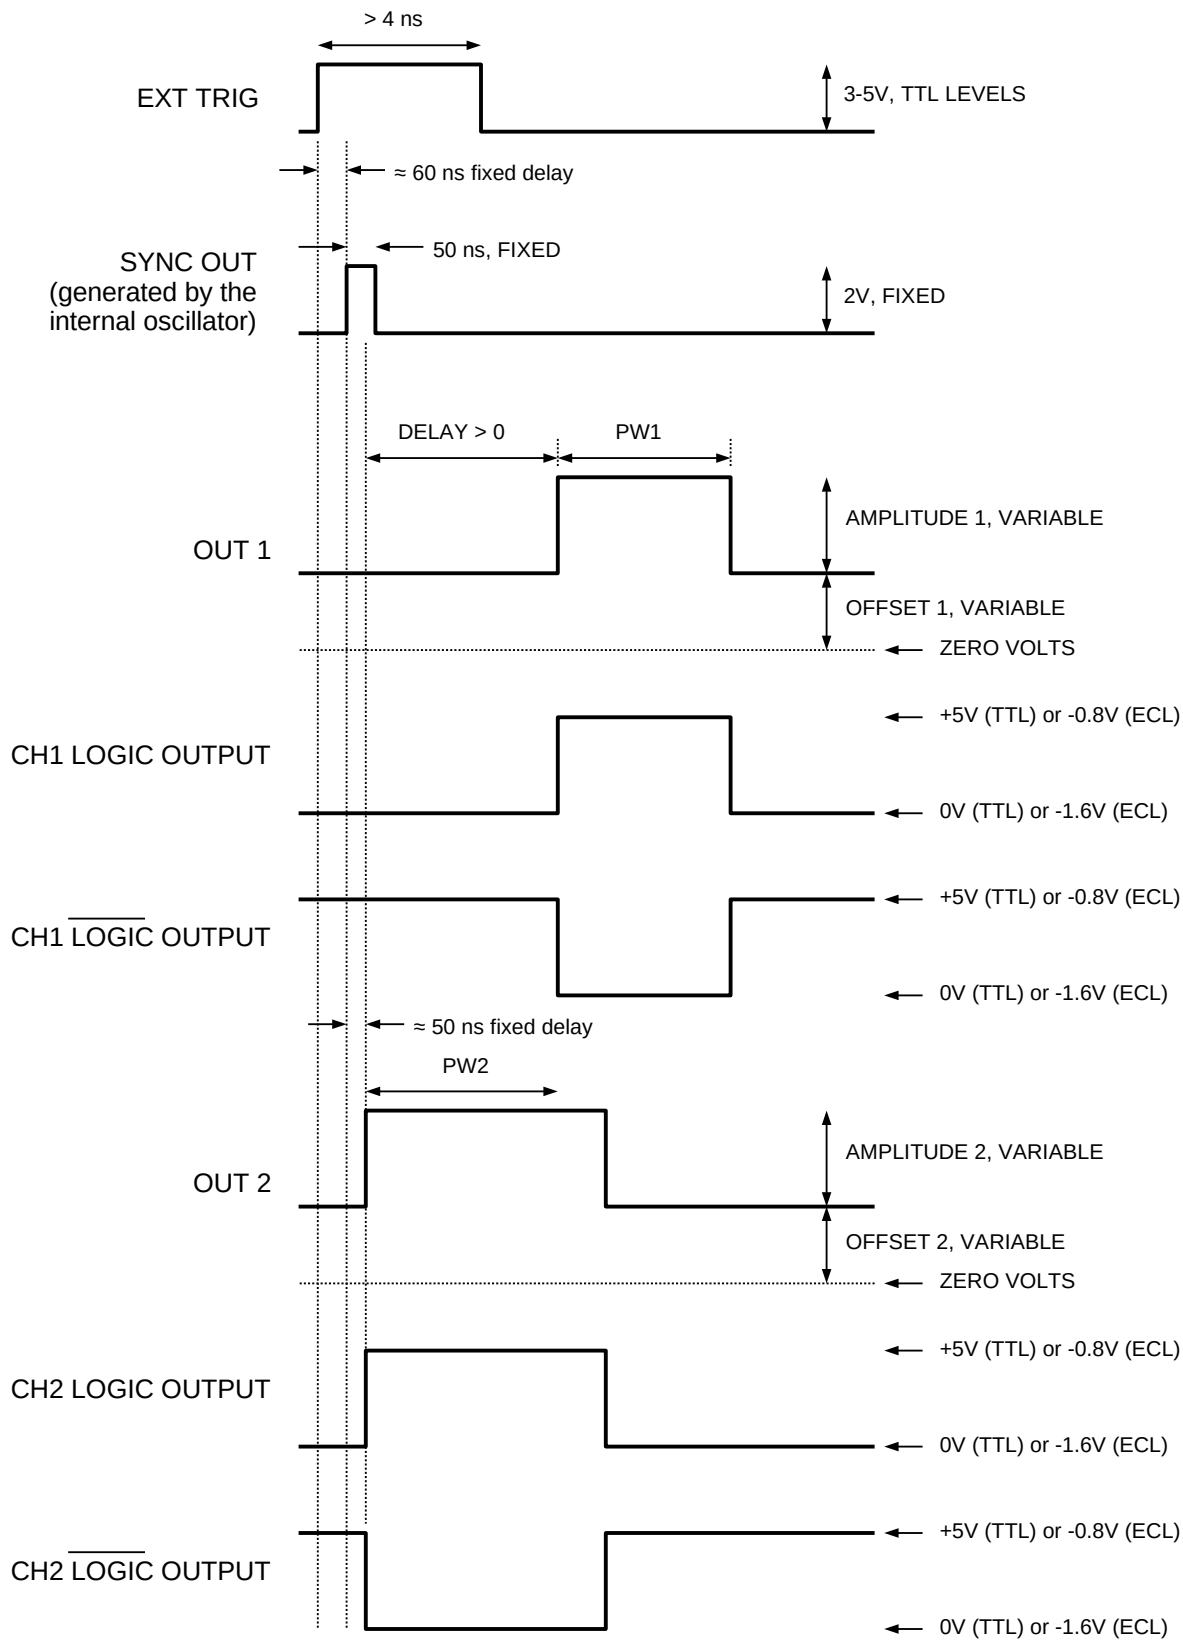 > 4 ns
EXT TRIG
3-5V, TTL LEVELS
≈ 60 ns fixed delay
50 ns, FIXED
SYNC OUT
(generated by the
internal oscillator)
2V, FIXED
DELAY > 0
PW1
AMPLITUDE 1, VARIABLE
OUT 1
OFFSET 1, VARIABLE
ZERO VOLTS
+5V (TTL) or -0.8V (ECL)
CH1 LOGIC OUTPUT
0V (TTL) or -1.6V (ECL)
+5V (TTL) or -0.8V (ECL)
CH1 L̅O̅G̅I̅C̅ OUTPUT
0V (TTL) or -1.6V (ECL)
≈ 50 ns fixed delay
PW2
AMPLITUDE 2, VARIABLE
OUT 2
OFFSET 2, VARIABLE
ZERO VOLTS
+5V (TTL) or -0.8V (ECL)
CH2 LOGIC OUTPUT
0V (TTL) or -1.6V (ECL)
+5V (TTL) or -0.8V (ECL)
CH2 L̅O̅G̅I̅C̅ OUTPUT
0V (TTL) or -1.6V (ECL)